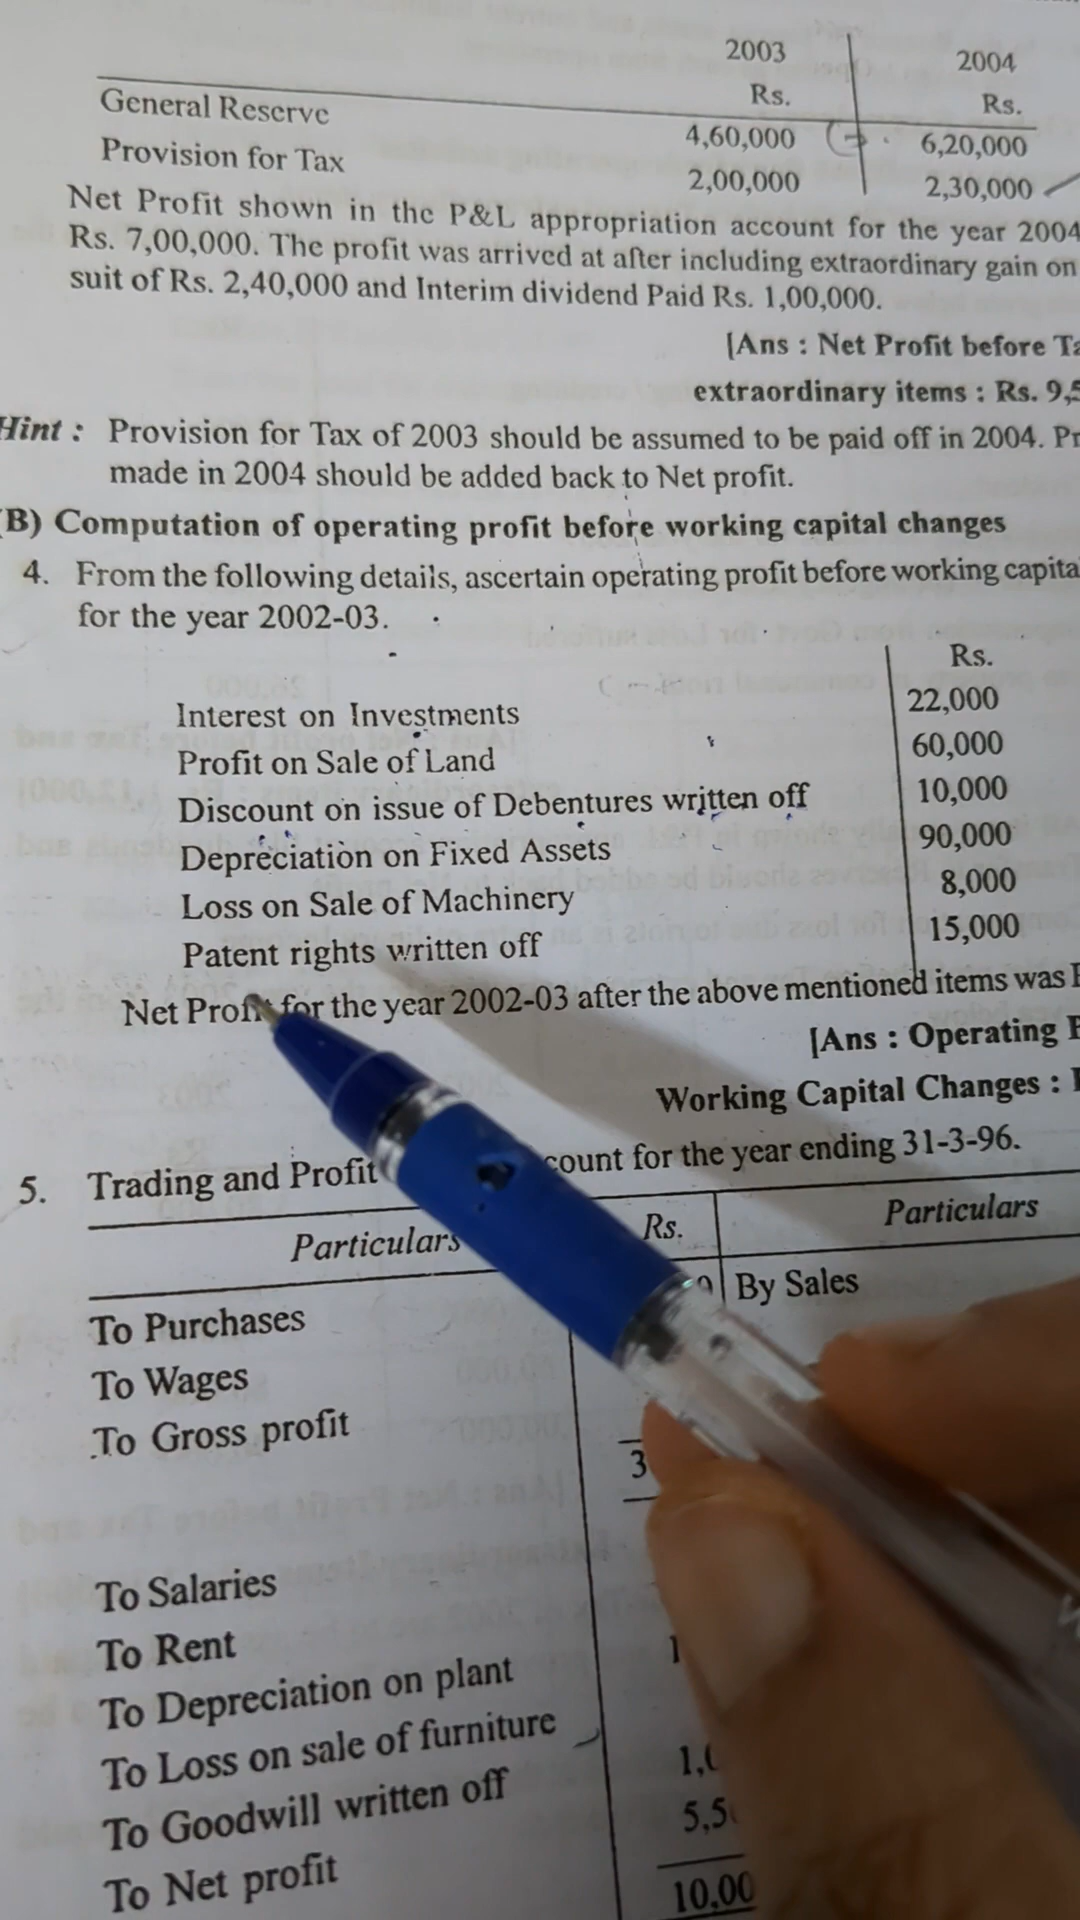 2003 2004
Rs. Rs.
General Reserve 4,60,000 6,20,000
Provision for Tax 2,00,000 2,30,000
Net Profit shown in the P&L appropriation account for the year 2004
Rs. 7,00,000. The profit was arrived at after including extraordinary gain on
suit of Rs. 2,40,000 and Interim dividend Paid Rs. 1,00,000.
[Ans : Net Profit before
extraordinary items : Rs. 9,5
Hint : Provision for Tax of 2003 should be assumed to be paid off in 2004.
made in 2004 should be added back to Net profit.
(B) Computation of operating profit before working capital changes
4. From the following details, ascertain operating profit before working capita
for the year 2002-03.
Rs.
Interest on Investments 22,000
Profit on Sale of Land 60,000
Discount on issue of Debentures written off 10,000
Depreciation on Fixed Assets 90,000
Loss on Sale of Machinery 8,000
Patent rights written off 15,000
Net Profit for the year 2002-03 after the above mentioned items was
[Ans : Operating
Working Capital Changes :
5. Trading and Profit count for the year ending 31-3-96.
Particulars Rs. Particulars
To Purchases By Sales
To Wages
To Gross profit
3
To Salaries
To Rent 1
To Depreciation on plant
To Loss on sale of furniture
To Goodwill written off 5,5
To Net profit
10,00